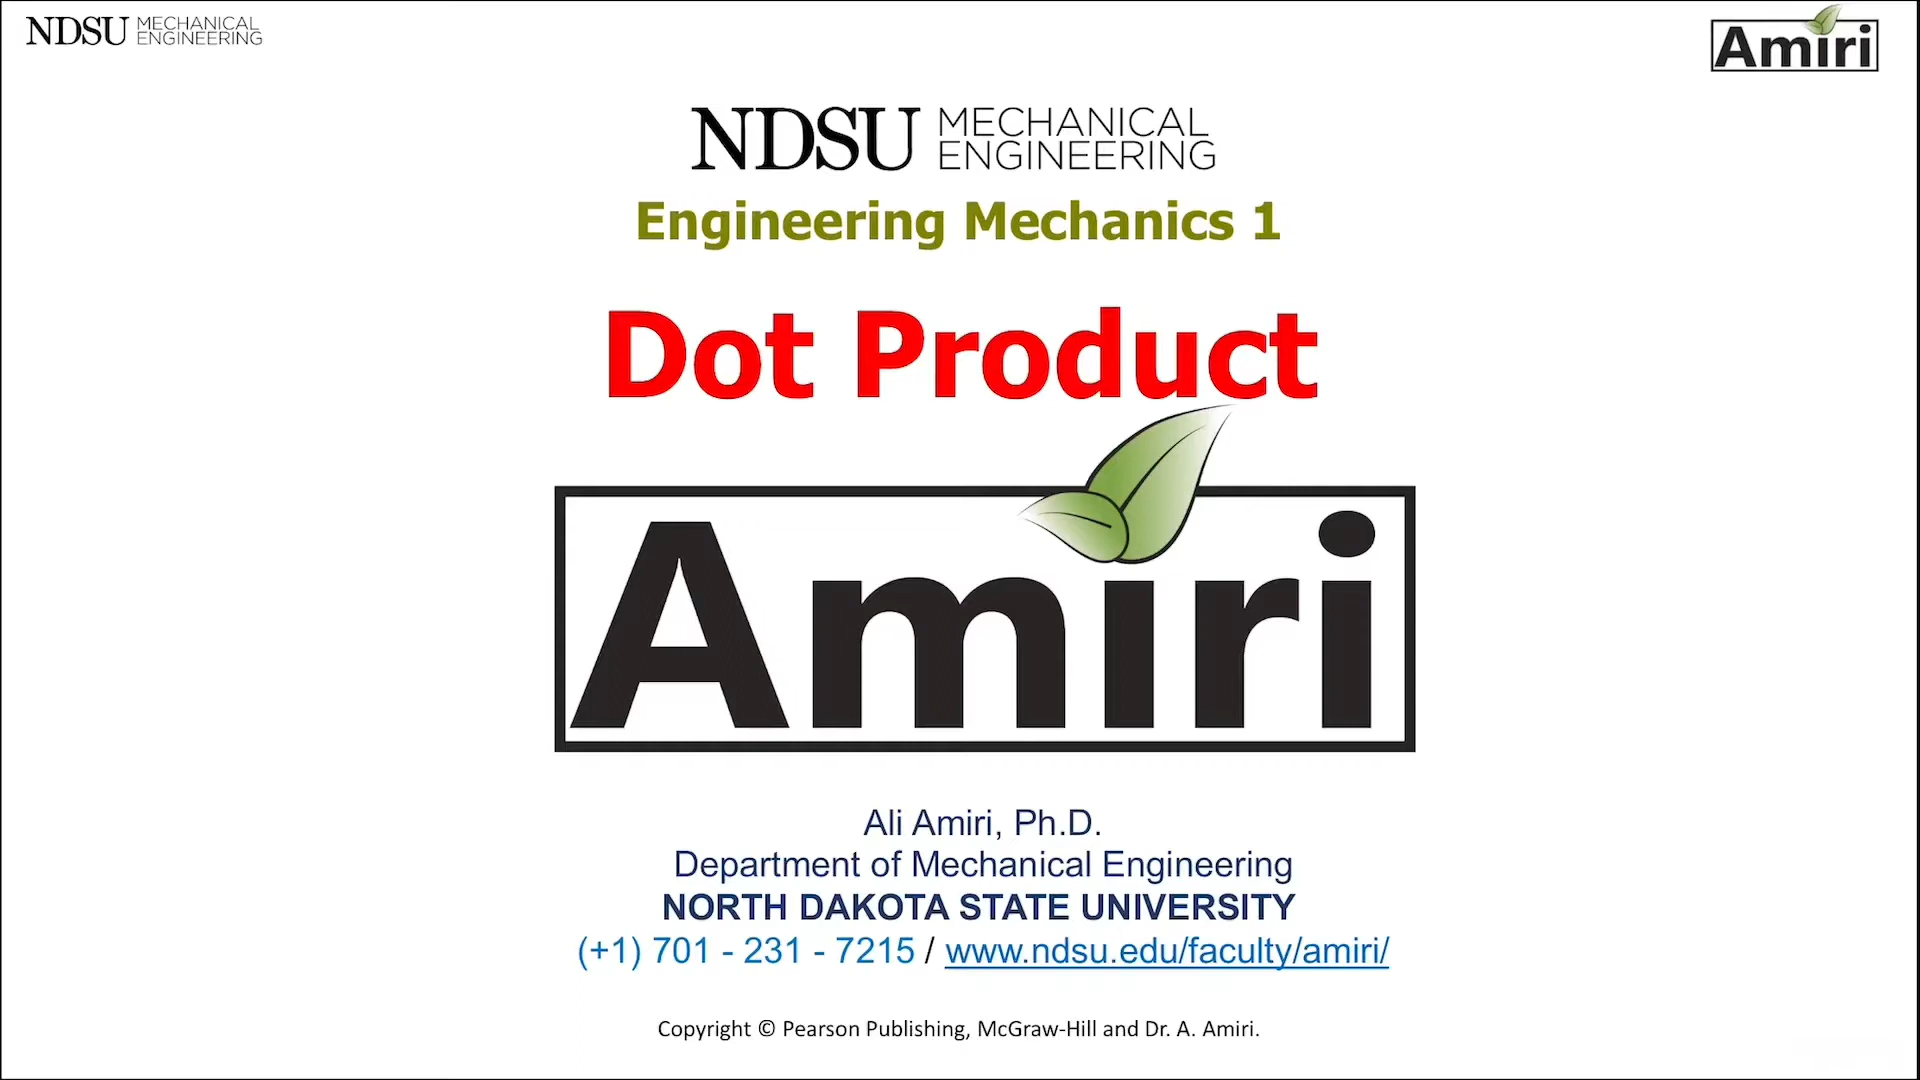 NDSU MECHANICAL ENGINEERING
Amiri
NDSU MECHANICAL ENGINEERING
Engineering Mechanics 1
Dot Product
Amiri
Ali Amiri, Ph.D.
Department of Mechanical Engineering
NORTH DAKOTA STATE UNIVERSITY
(+1) 701 - 231 - 7215 / www.ndsu.edu/faculty/amiri/
Copyright © Pearson Publishing, McGraw-Hill and Dr. A. Amiri.